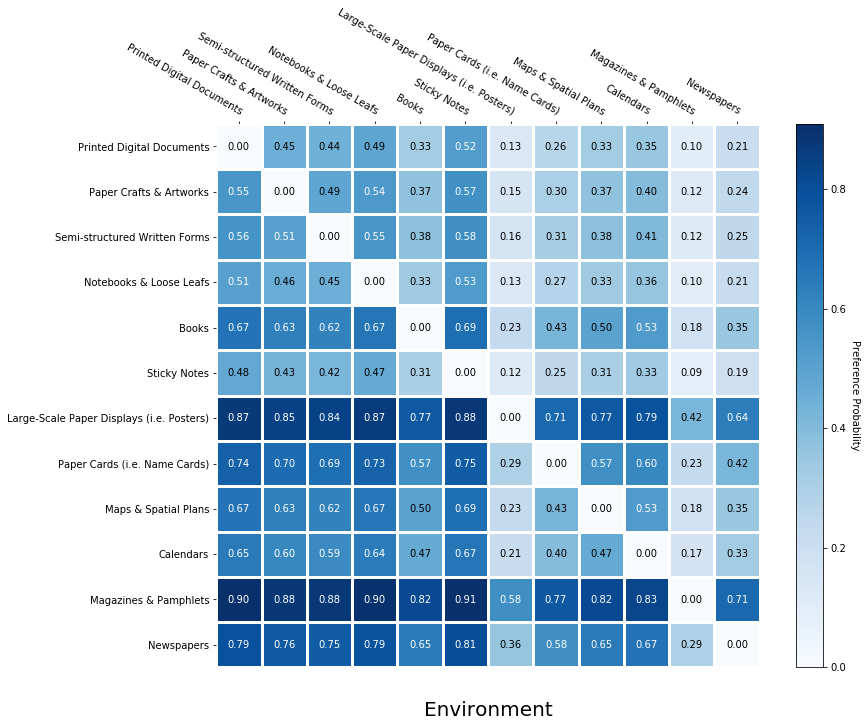 Printed Digital Documents
Paper Crafts & Artworks
Semi-structured Written Forms
Notebooks & Loose Leafs
Books
Sticky Notes
Large-Scale Paper Displays (i.e. Posters)
Paper Cards (i.e. Name Cards)
Maps & Spatial Plans
Calendars
Magazines & Pamphlets
Newspapers
Printed Digital Documents 0.00 0.45 0.44 0.49 0.33 0.52 0.13 0.26 0.33 0.35 0.10 0.21
Paper Crafts & Artworks 0.55 0.00 0.49 0.54 0.37 0.57 0.15 0.30 0.37 0.40 0.12 0.24
Semi-structured Written Forms 0.56 0.51 0.00 0.55 0.38 0.58 0.16 0.31 0.38 0.41 0.12 0.25
Notebooks & Loose Leafs 0.51 0.46 0.45 0.00 0.33 0.53 0.13 0.27 0.33 0.36 0.10 0.21
Books 0.67 0.63 0.62 0.67 0.00 0.69 0.23 0.43 0.50 0.53 0.18 0.35
Sticky Notes 0.48 0.43 0.42 0.47 0.31 0.00 0.12 0.25 0.31 0.33 0.09 0.19
Large-Scale Paper Displays (i.e. Posters) 0.87 0.85 0.84 0.87 0.77 0.88 0.00 0.71 0.77 0.79 0.42 0.64
Paper Cards (i.e. Name Cards) 0.74 0.70 0.69 0.73 0.57 0.75 0.29 0.00 0.57 0.60 0.23 0.42
Maps & Spatial Plans 0.67 0.63 0.62 0.67 0.50 0.69 0.23 0.43 0.00 0.53 0.18 0.35
Calendars 0.65 0.60 0.59 0.64 0.47 0.67 0.21 0.40 0.47 0.00 0.17 0.33
Magazines & Pamphlets 0.90 0.88 0.88 0.90 0.82 0.91 0.58 0.77 0.82 0.83 0.00 0.71
Newspapers 0.79 0.76 0.75 0.79 0.65 0.81 0.36 0.58 0.65 0.67 0.29 0.00
0.8
0.6
0.4
0.2
0.0
Preference Probability
Environment